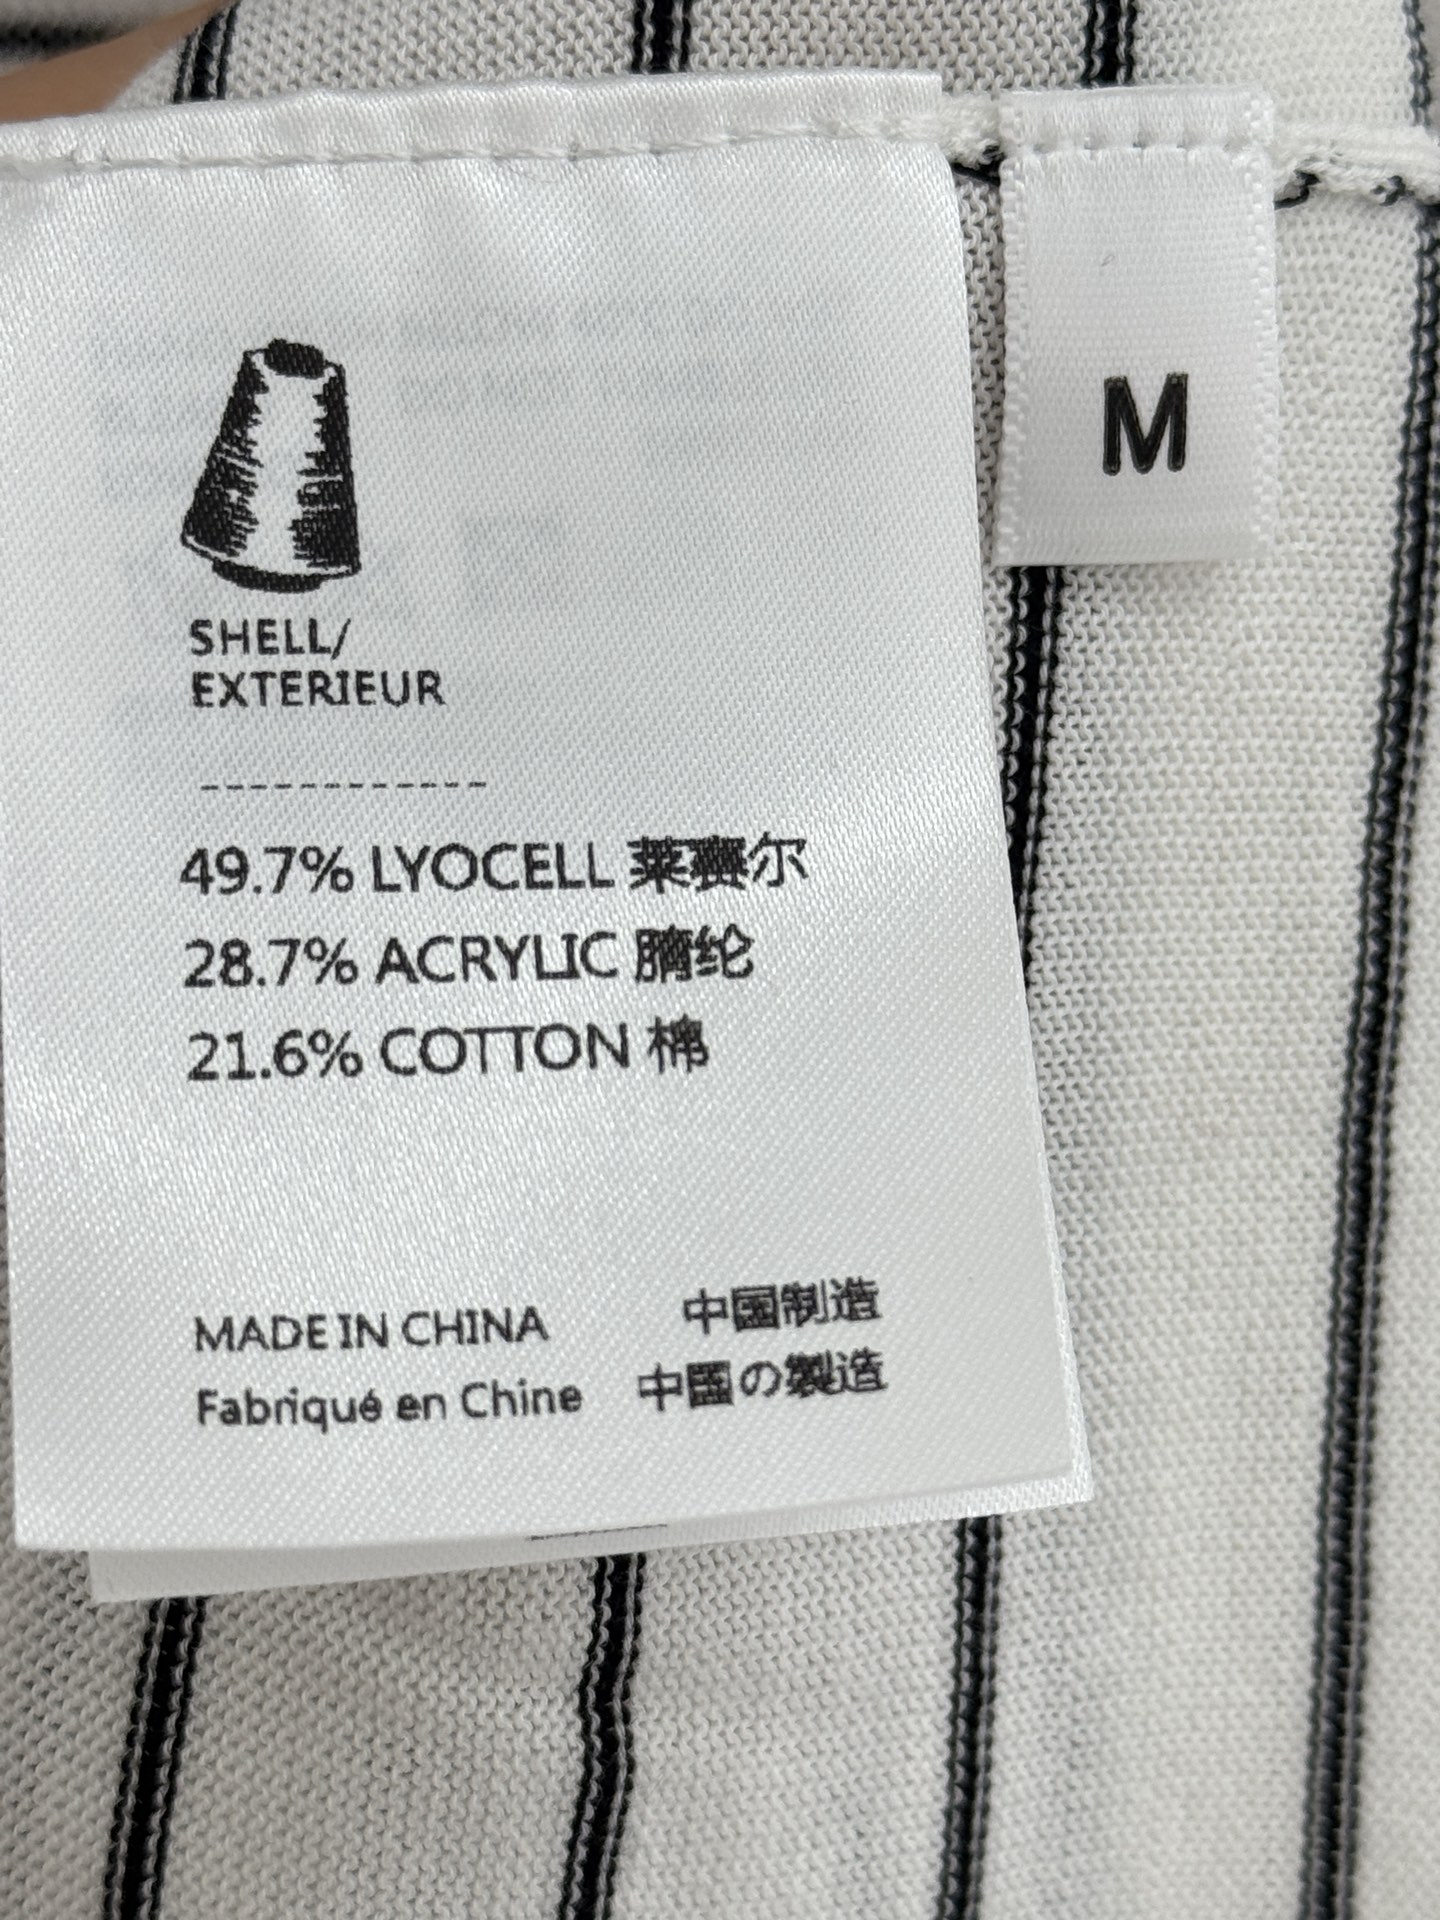 M
SHELL/
EXTERIEUR
------------
49.7% LYOCELL 莱赛尔
28.7% ACRYLIC 腈纶
21.6% COTTON 棉
MADE IN CHINA 中国制造
Fabriqué en Chine 中国の製造